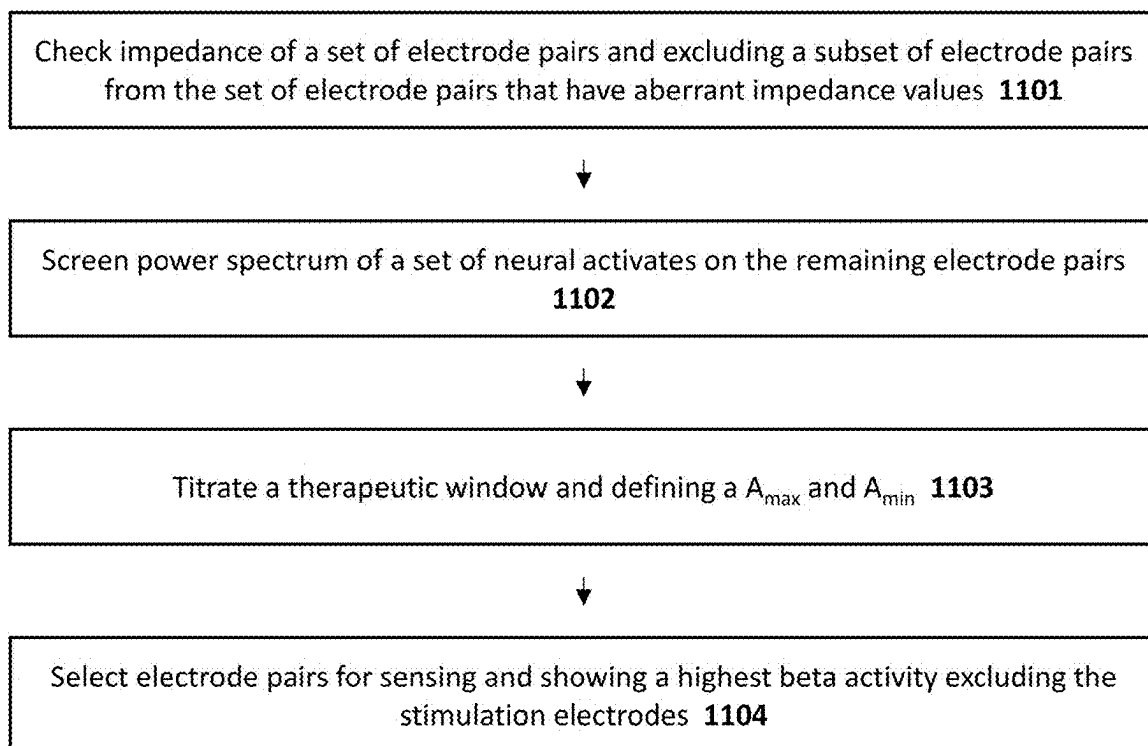 Check impedance of a set of electrode pairs and excluding a subset of electrode pairs
from the set of electrode pairs that have aberrant impedance values 1101
Screen power spectrum of a set of neural activates on the remaining electrode pairs
1102
Titrate a therapeutic window and defining a Amax and Amin 1103
Select electrode pairs for sensing and showing a highest beta activity excluding the
stimulation electrodes 1104